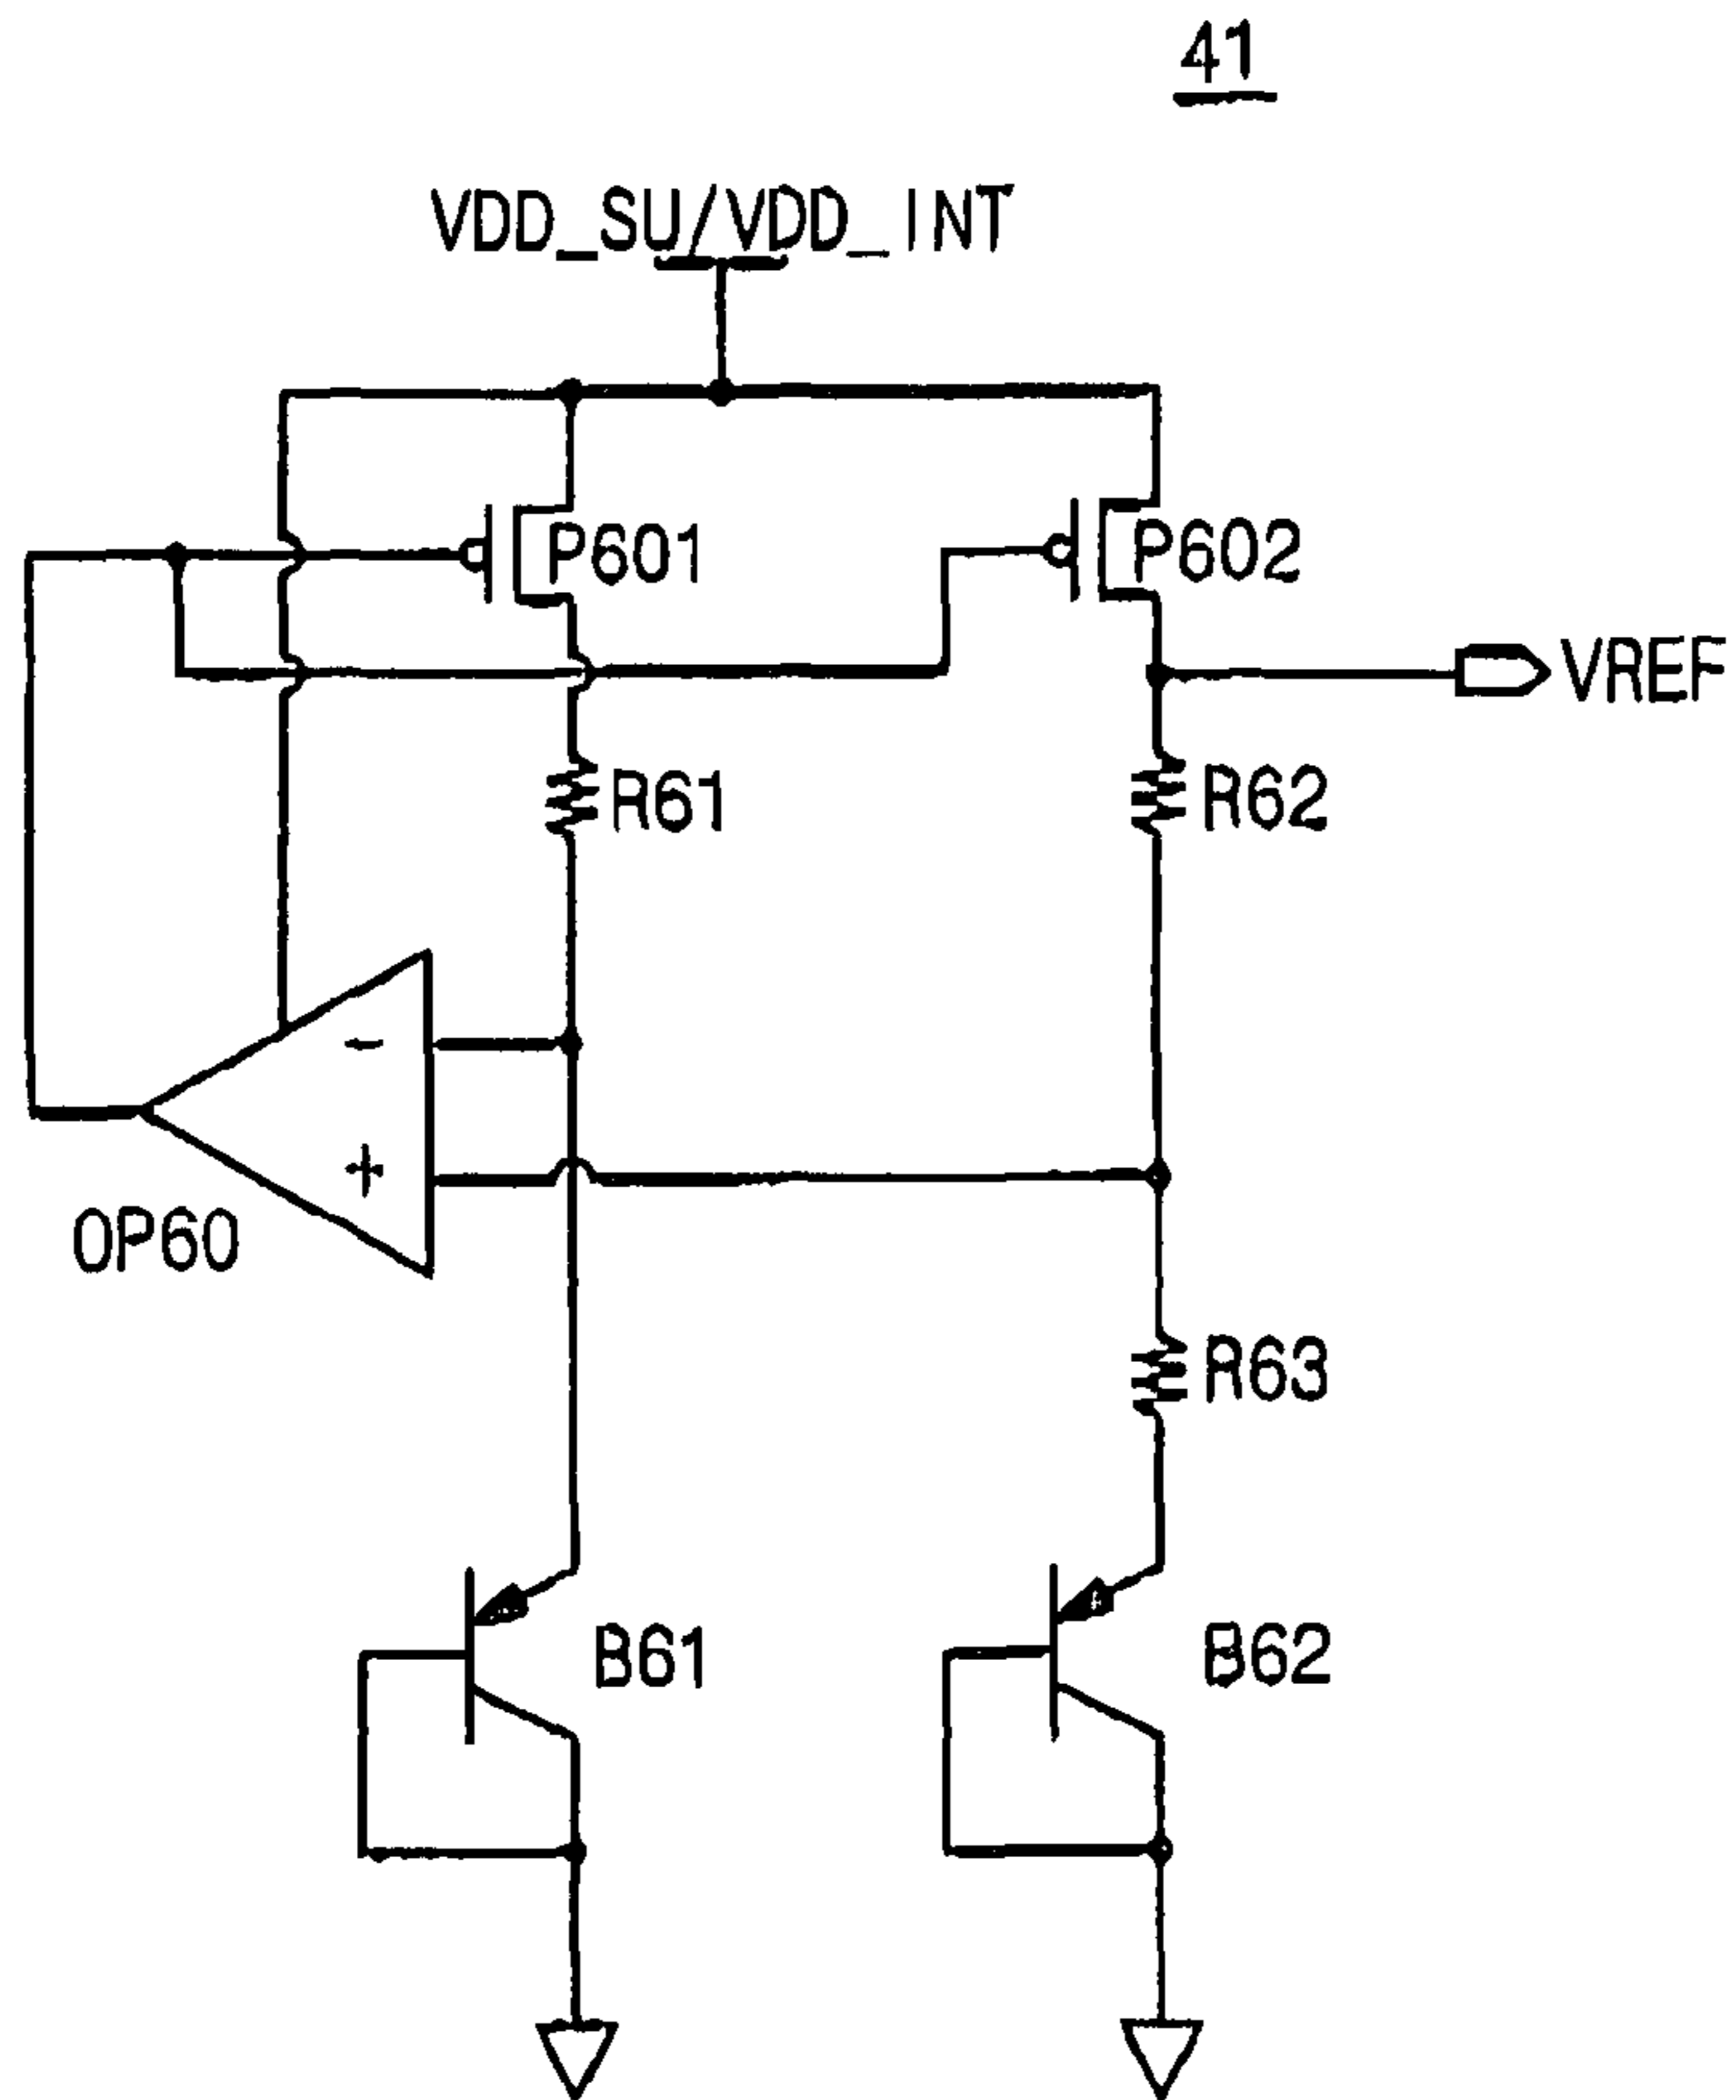 41
VDD_SU/VDD_INT
P601
P602
VREF
R61
R62
-
+
OP60
R63
B61
B62